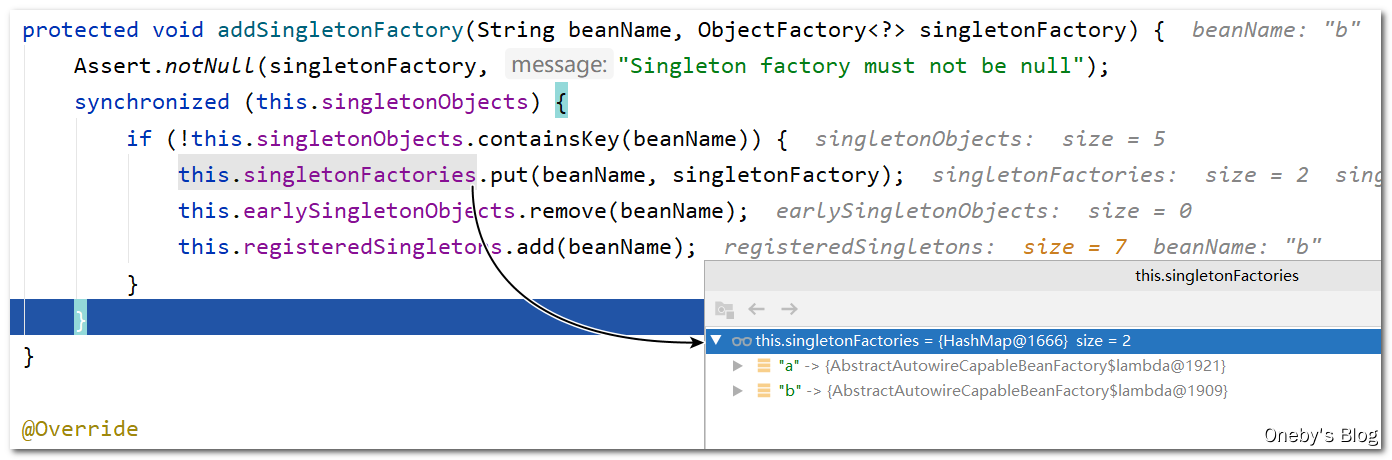 protected void addSingletonFactory(String beanName, ObjectFactory<?> singletonFactory) { beanName: "b"
Assert.notNull(singletonFactory, message: "Singleton factory must not be null");
synchronized (this.singletonObjects) {
if (!this.singletonObjects.containsKey(beanName)) { singletonObjects: size = 5
this.singletonFactories.put(beanName, singletonFactory); singletonFactories: size = 2 sing
this.earlySingletonObjects.remove(beanName); earlySingletonObjects: size = 0
this.registeredSingletons.add(beanName); registeredSingletons: size = 7 beanName: "b"
}
}
}
@Override
this.singletonFactories
this.singletonFactories = {HashMap@1666} size = 2
"a" -> {AbstractAutowireCapableBeanFactory$lambda@1921}
"b" -> {AbstractAutowireCapableBeanFactory$lambda@1909}
Oneby's Blog